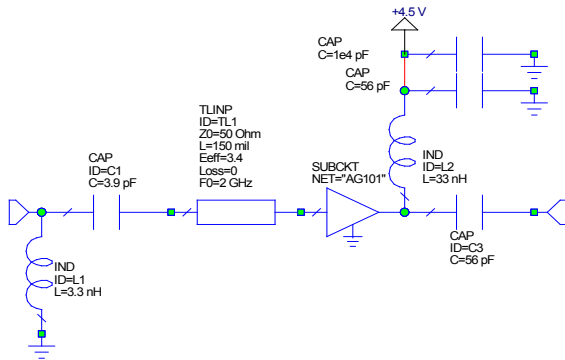 +4.5 V
CAP
C=1e4 pF
CAP
C=56 pF
TLINP
ID=TL1
Z0=50 Ohm
L=150 mil
Eeff=3.4
Loss=0
F0=2 GHz
CAP
ID=C1
C=3.9 pF
SUBCKT
NET="AG101"
IND
ID=L2
L=33 nH
CAP
ID=C3
C=56 pF
IND
ID=L1
L=3.3 nH